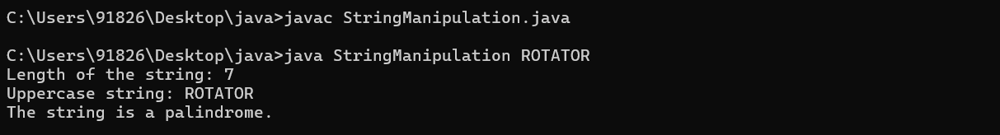 C:\Users\91826\Desktop\java>javac StringManipulation.java
C:\Users\91826\Desktop\java>java StringManipulation ROTATOR
Length of the string: 7
Uppercase string: ROTATOR
The string is a palindrome.